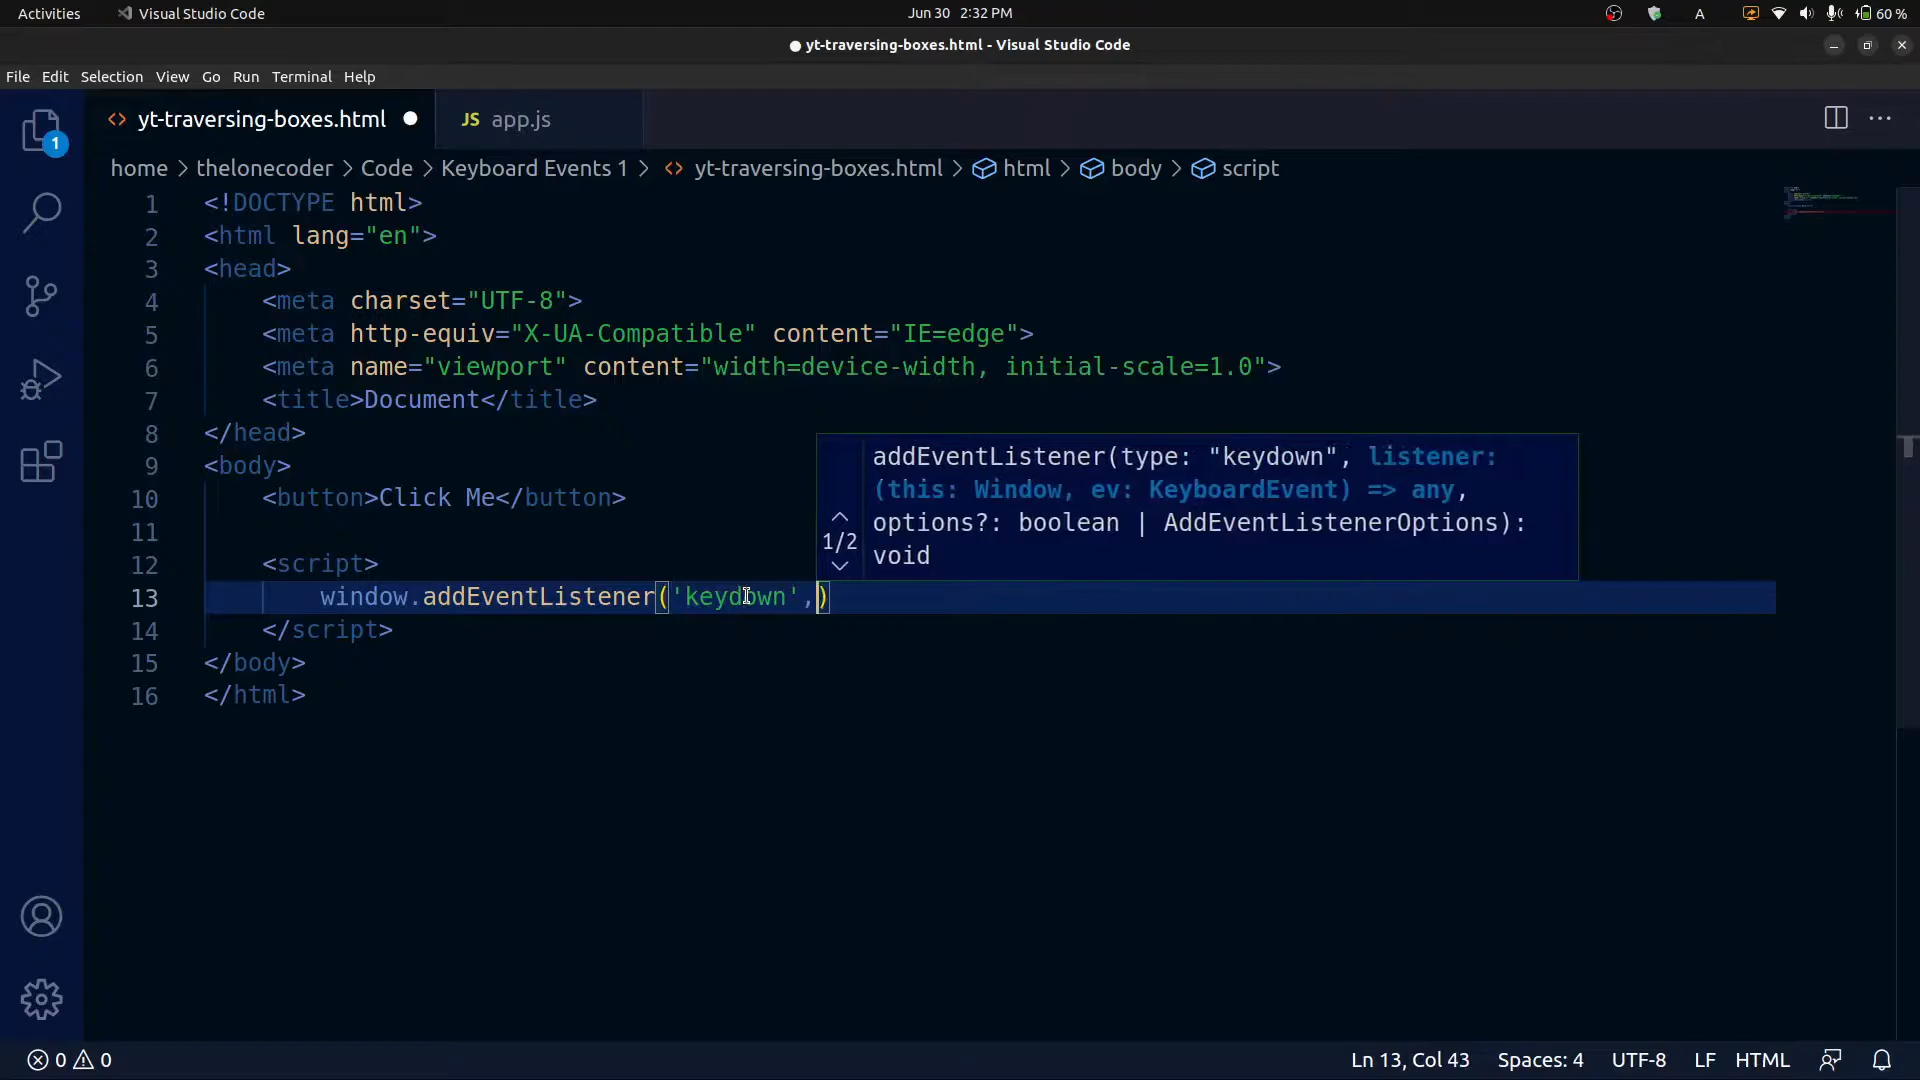 Activities Visual Studio Code Jun 30 2:32 PM A 60 %
yt-traversing-boxes.html - Visual Studio Code
File Edit Selection View Go Run Terminal Help
1
<> yt-traversing-boxes.html JS app.js
home > thelonecoder > Code > Keyboard Events 1 > <> yt-traversing-boxes.html > html > body > script
1 <!DOCTYPE html>
2 <html lang="en">
3 <head>
4 <meta charset="UTF-8">
5 <meta http-equiv="X-UA-Compatible" content="IE=edge">
6 <meta name="viewport" content="width=device-width, initial-scale=1.0">
7 <title>Document</title>
8 </head>
9 <body>
10 <button>Click Me</button>
11
12 <script>
13 window.addEventListener('keydown',)
14 </script>
15 </body>
16 </html>
addEventListener(type: "keydown", listener:
(this: Window, ev: KeyboardEvent) => any,
options?: boolean | AddEventListenerOptions):
void
1/2
0 0 Ln 13, Col 43 Spaces: 4 UTF-8 LF HTML